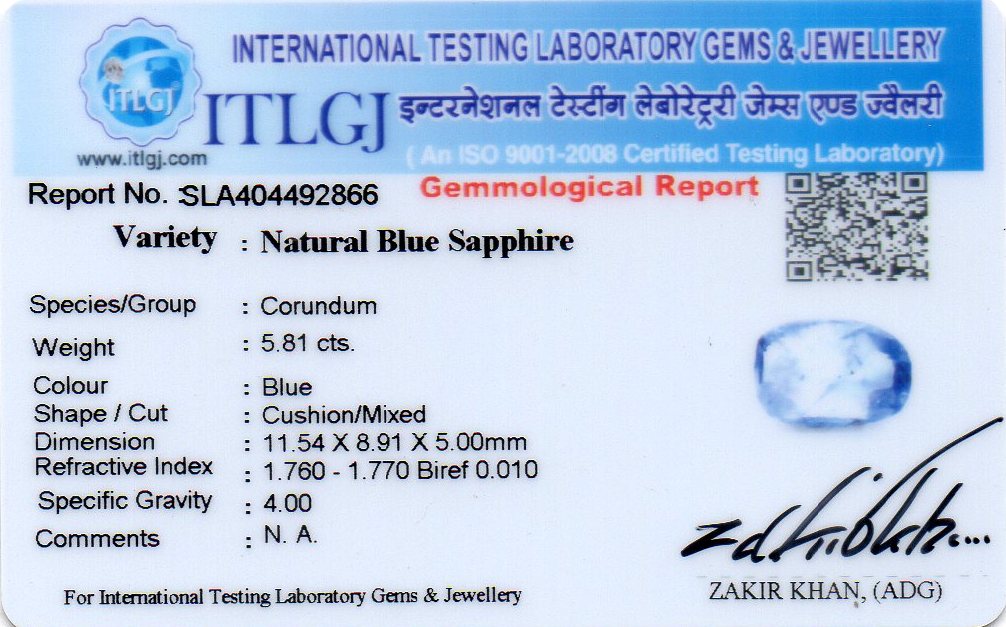 INTERNATIONAL TESTING LABORATORY GEMS & JEWELLERY
ITLGJ
ITLGJ
इन्टरनेशनल टेस्टींग लेबोरेट्ररी जेम्स एण्ड ज्वैलरी
www.itlgj.com
(An ISO 9001-2008 Certified Testing Laboratory)
Report No. :SLA404492866
Gemmological Report
Variety : Natural Blue Sapphire
Species/Group : Corundum
Weight : 5.81 cts.
Colour : Blue
Shape / Cut : Cushion/Mixed
Dimension : 11.54 X 8.91 X 5.00mm
Refractive Index : 1.760 - 1.770 Biref 0.010
Specific Gravity : 4.00
Comments : N. A.
ZAKIR KHAN, (ADG)
For International Testing Laboratory Gems & Jewellery